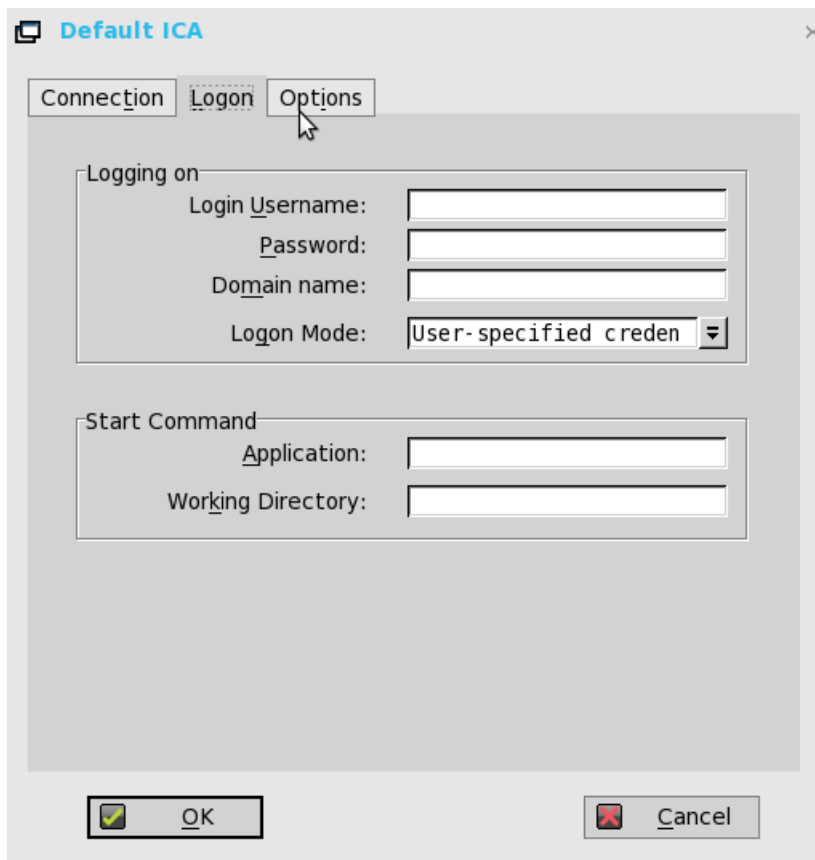 Default ICA
Connection Logon Options
Logging on
Login Username:
Password:
Domain name:
Logon Mode: User-specified creden
Start Command
Application:
Working Directory:
OK Cancel